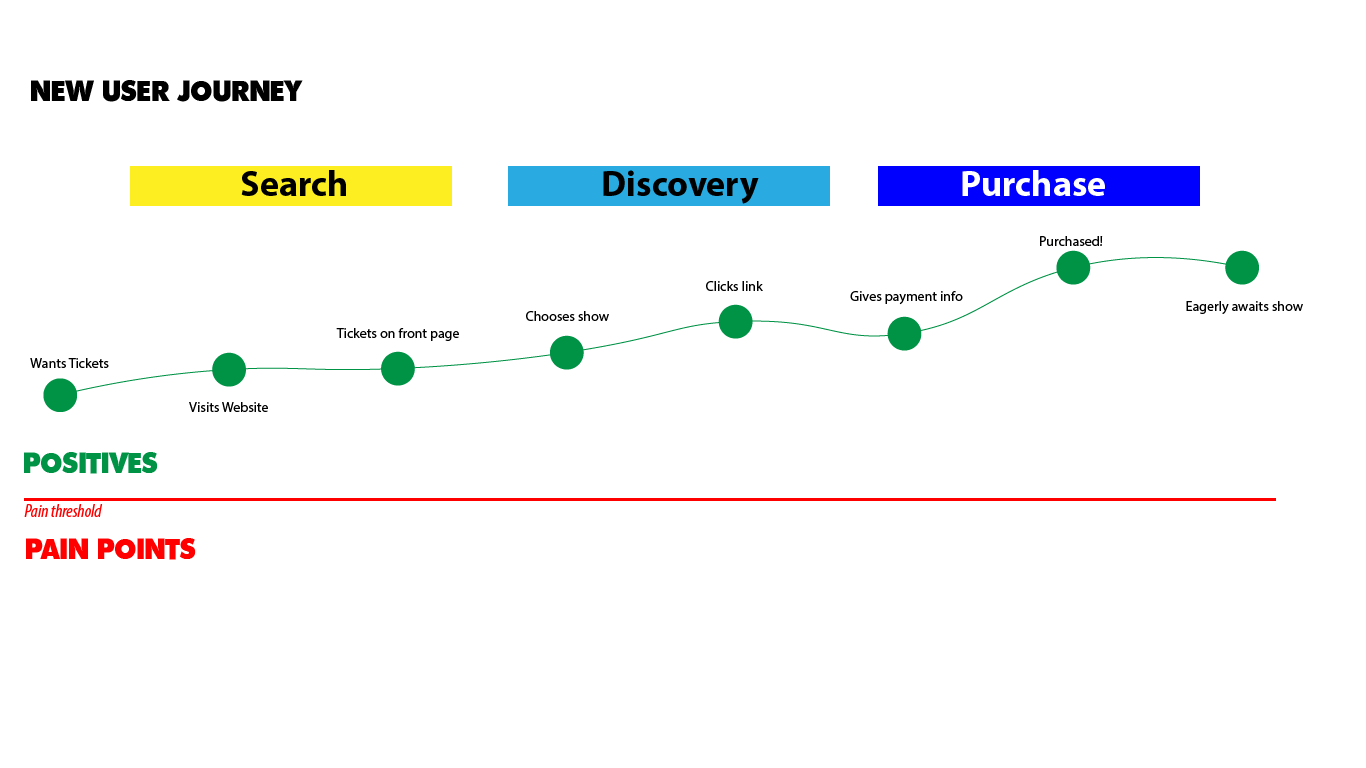 NEW USER JOURNEY
Search
Discovery
Purchase
Wants Tickets
Visits Website
Tickets on front page
Chooses show
Clicks link
Gives payment info
Purchased!
Eagerly awaits show
POSITIVES
Pain threshold
PAIN POINTS